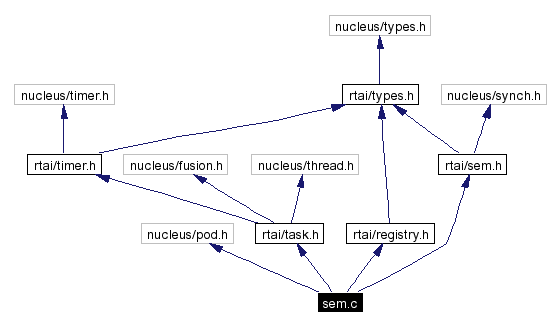 nucleus/types.h
nucleus/timer.h
rtai/types.h
nucleus/synch.h
rtai/timer.h
nucleus/fusion.h
nucleus/thread.h
rtai/sem.h
nucleus/pod.h
rtai/task.h
rtai/registry.h
sem.c